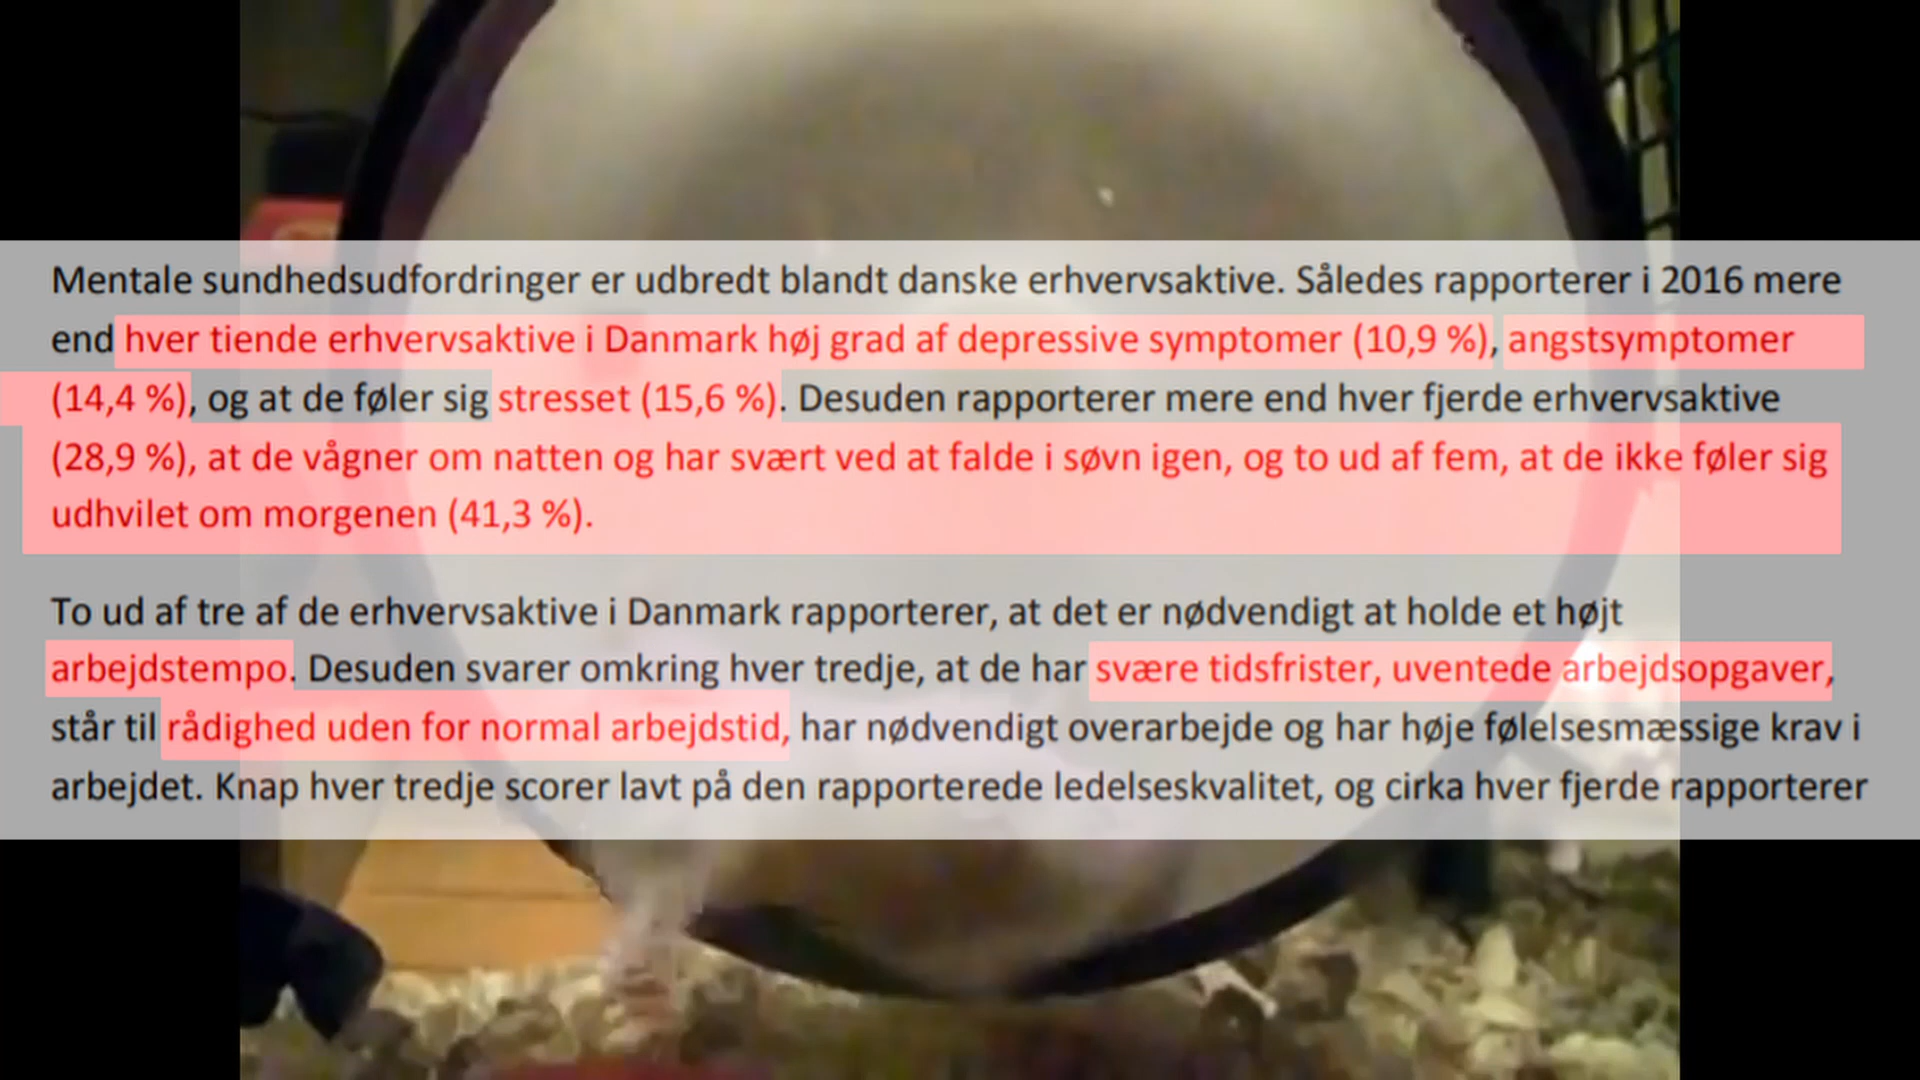 Mentale sundhedsudfordringer er udbredt blandt danske erhvervsaktive. Således rapporterer i 2016 mere
end hver tiende erhvervsaktive i Danmark høj grad af depressive symptomer (10,9 %), angstsymptomer
(14,4 %), og at de føler sig stresset (15,6 %). Desuden rapporterer mere end hver fjerde erhvervsaktive
(28,9 %), at de vågner om natten og har svært ved at falde i søvn igen, og to ud af fem, at de ikke føler sig
udhvilet om morgenen (41,3 %).
To ud af tre af de erhvervsaktive i Danmark rapporterer, at det er nødvendigt at holde et højt
arbejdstempo. Desuden svarer omkring hver tredje, at de har svære tidsfrister, uventede arbejdsopgaver,
står til rådighed uden for normal arbejdstid, har nødvendigt overarbejde og har høje følelsesmæssige krav i
arbejdet. Knap hver tredje scorer lavt på den rapporterede ledelseskvalitet, og cirka hver fjerde rapporterer